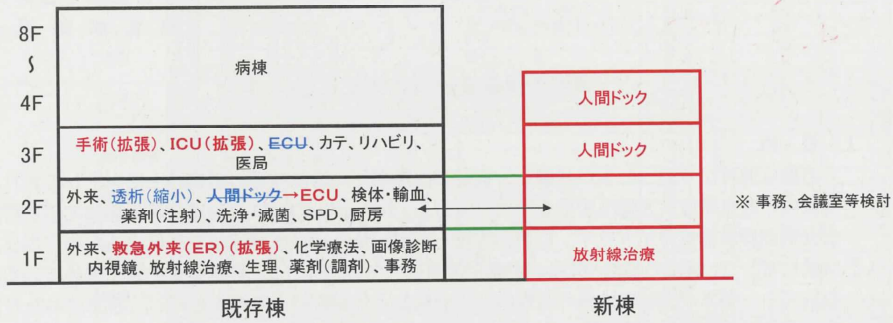 8F
〜
4F
病棟
人間ドック
3F
手術(拡張)、ICU(拡張)、ECU、カテ、リハビリ、
医局
人間ドック
2F
外来、透析(縮小)、人間ドック→ECU、検体・輸血、
薬剤(注射)、洗浄・滅菌、SPD、厨房
※ 事務、会議室等検討
1F
外来、救急外来(ER)(拡張)、化学療法、画像診断
内視鏡、放射線治療、生理、薬剤(調剤)、事務
放射線治療
既存棟
新棟